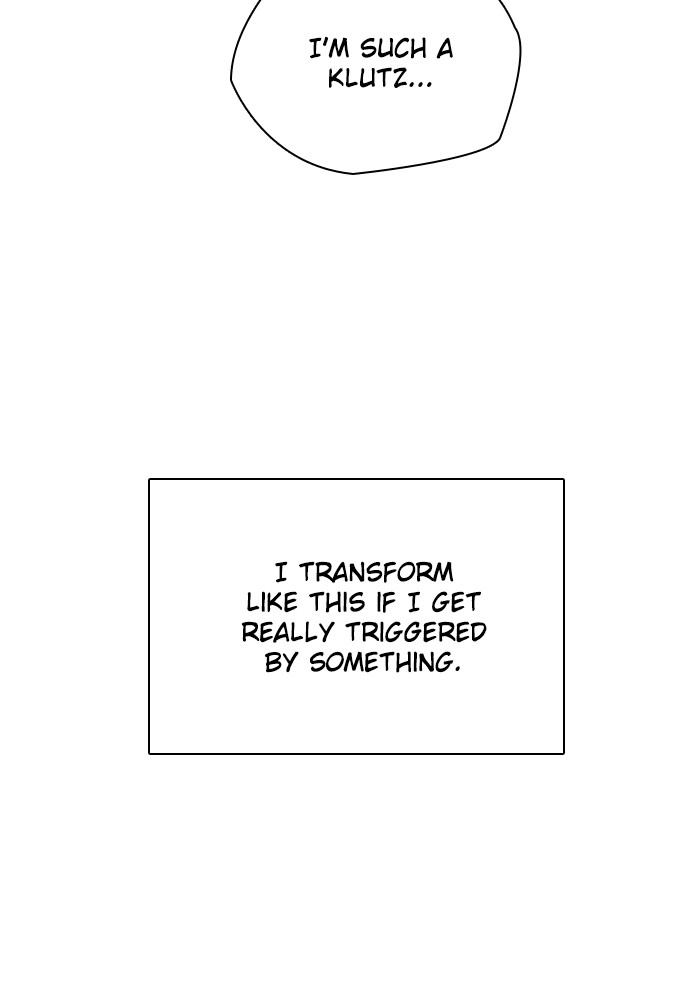 I'M SUCH A
KLUTZ...
I TRANSFORM
LIKE THIS IF I GET
REALLY TRIGGERED
BY SOMETHING.